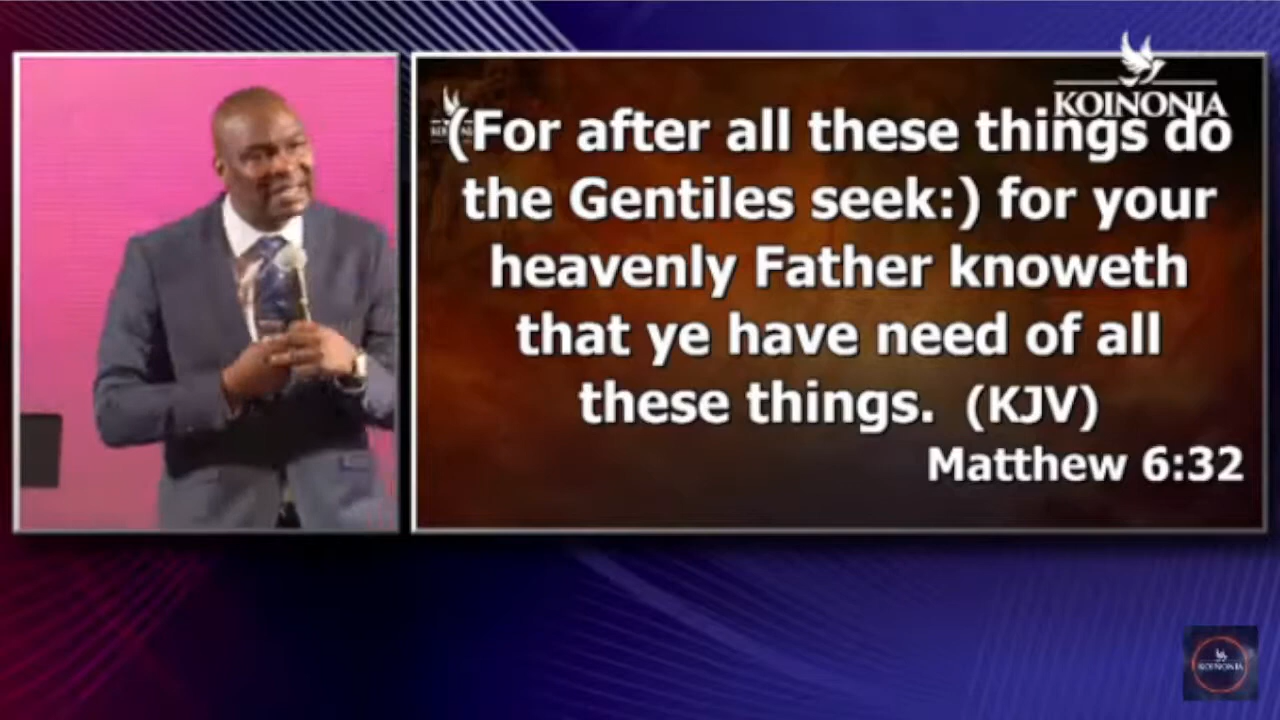 KOINONIA
(For after all these things do
the Gentiles seek:) for your
heavenly Father knoweth
that ye have need of all
these things. (KJV)
Matthew 6:32
KOINONIA